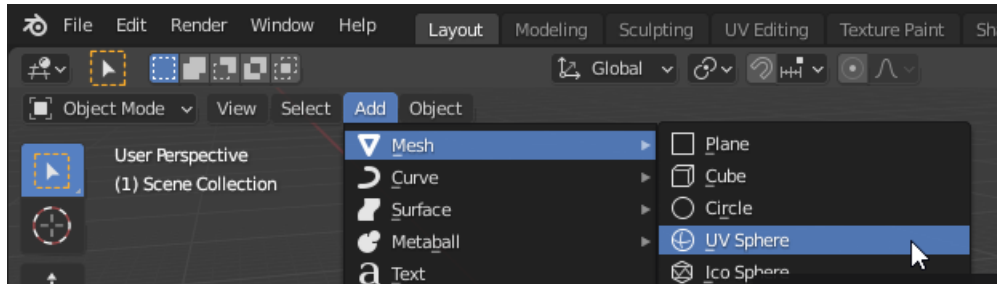 File Edit Render Window Help Layout Modeling Sculpting UV Editing Texture Paint
Global
Object Mode View Select Add Object
User Perspective
(1) Scene Collection
Mesh
Curve
Surface
Metaball
Text
Plane
Cube
Circle
UV Sphere
Ico Sphere